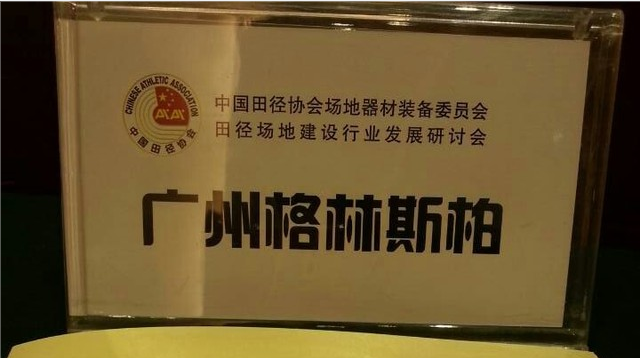 CHINESE ATHLETIC ASSOCIATION
中国田径协会
中国田径协会场地器材装备委员会
田径场地建设行业发展研讨会
广州格林斯柏